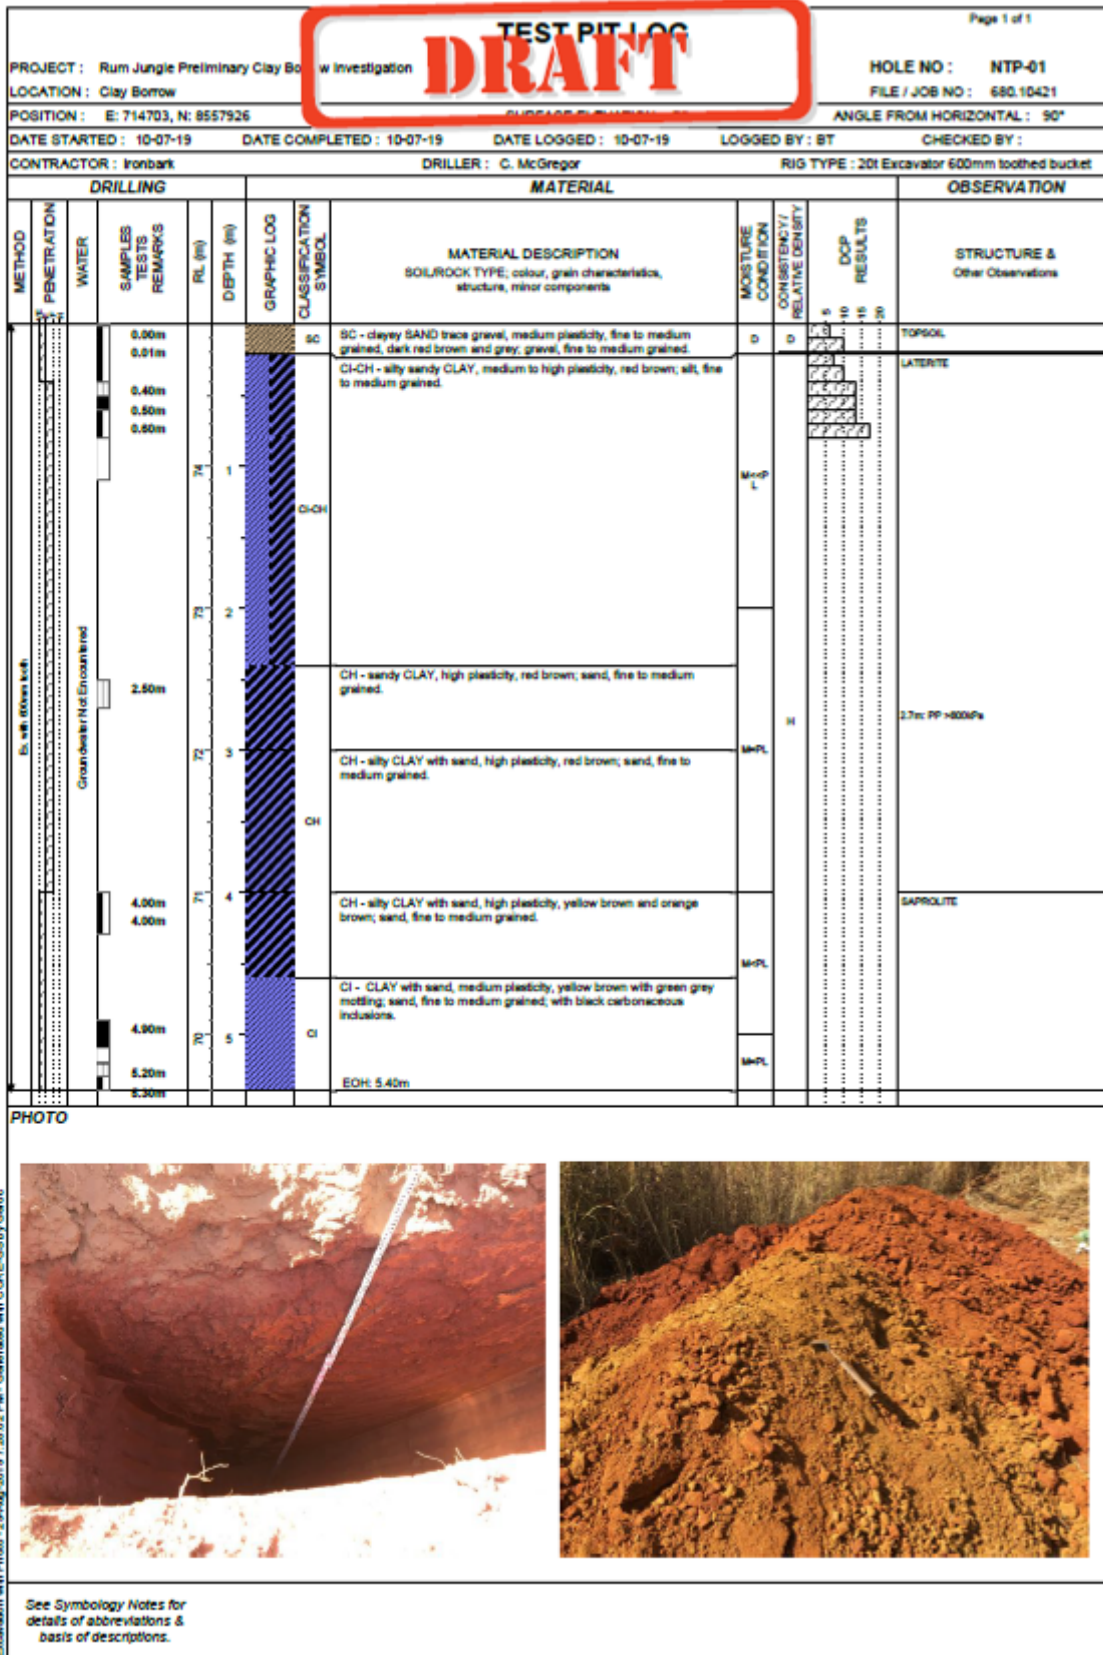 TEST PIT LOG
DRAFT
Page 1 of 1
PROJECT : Rum Jungle Preliminary Clay Bo w Investigation
HOLE NO : NTP-01
LOCATION : Clay Borrow
FILE / JOB NO : 680.10421
POSITION : E: 714703, N: 8557926
ANGLE FROM HORIZONTAL : 90°
DATE STARTED : 10-07-19 DATE COMPLETED : 10-07-19 DATE LOGGED : 10-07-19 LOGGED BY : BT CHECKED BY :
CONTRACTOR : Ironbark DRILLER : C. McGregor RIG TYPE : 20t Excavator 600mm toothed bucket
DRILLING MATERIAL OBSERVATION
METHOD
PENETRATION
WATER
SAMPLES
TESTS
REMARKS
RL (m)
DEPTH (m)
GRAPHIC LOG
CLASSIFICATION
SYMBOL
MATERIAL DESCRIPTION
SOIL/ROCK TYPE; colour, grain characteristics,
structure, minor components
MOISTURE
CONDITION
CONSISTENCY /
RELATIVE DENSITY
DCP
RESULTS
5 10 15 20
STRUCTURE &
Other Observations
0.00m
0.01m
SC
SC - clayey SAND trace gravel, medium plasticity, fine to medium
grained, dark red brown and grey; gravel, fine to medium grained.
D
D
TOPSOIL
CI-CH - silty sandy CLAY, medium to high plasticity, red brown; silt, fine
to medium grained.
LATERITE
0.40m
0.50m
0.60m
74
1
M<<P
L
CI-CH
73
2
Ex with 600mm tooth
Groundwater Not Encountered
CH - sandy CLAY, high plasticity, red brown; sand, fine to medium
grained.
2.50m
H
2.7m: PP >600kPa
72
3
CH - silty CLAY with sand, high plasticity, red brown; sand, fine to
medium grained.
M=PL
CH
71
4
4.00m
4.00m
CH - silty CLAY with sand, high plasticity, yellow brown and orange
brown; sand, fine to medium grained.
SAPROLITE
M<PL
CI - CLAY with sand, medium plasticity, yellow brown with green grey
mottling; sand, fine to medium grained; with black carbonaceous
inclusions.
4.90m
70
5
CI
M=PL
5.20m
5.30m
EOH: 5.40m
PHOTO
See Symbology Notes for
details of abbreviations &
basis of descriptions.